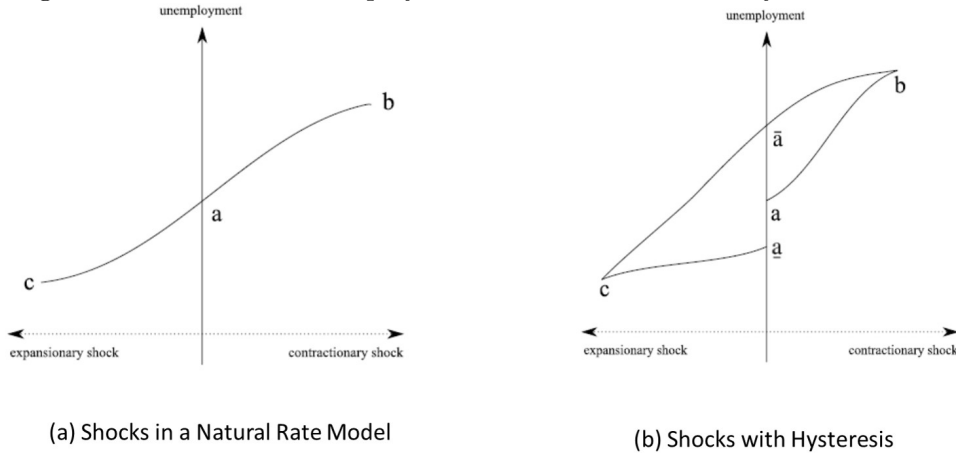 unemployment
b
a
c
expansionary shock
contractionary shock
(a) Shocks in a Natural Rate Model
unemployment
b
ā
a
a̲
c
expansionary shock
contractionary shock
(b) Shocks with Hysteresis